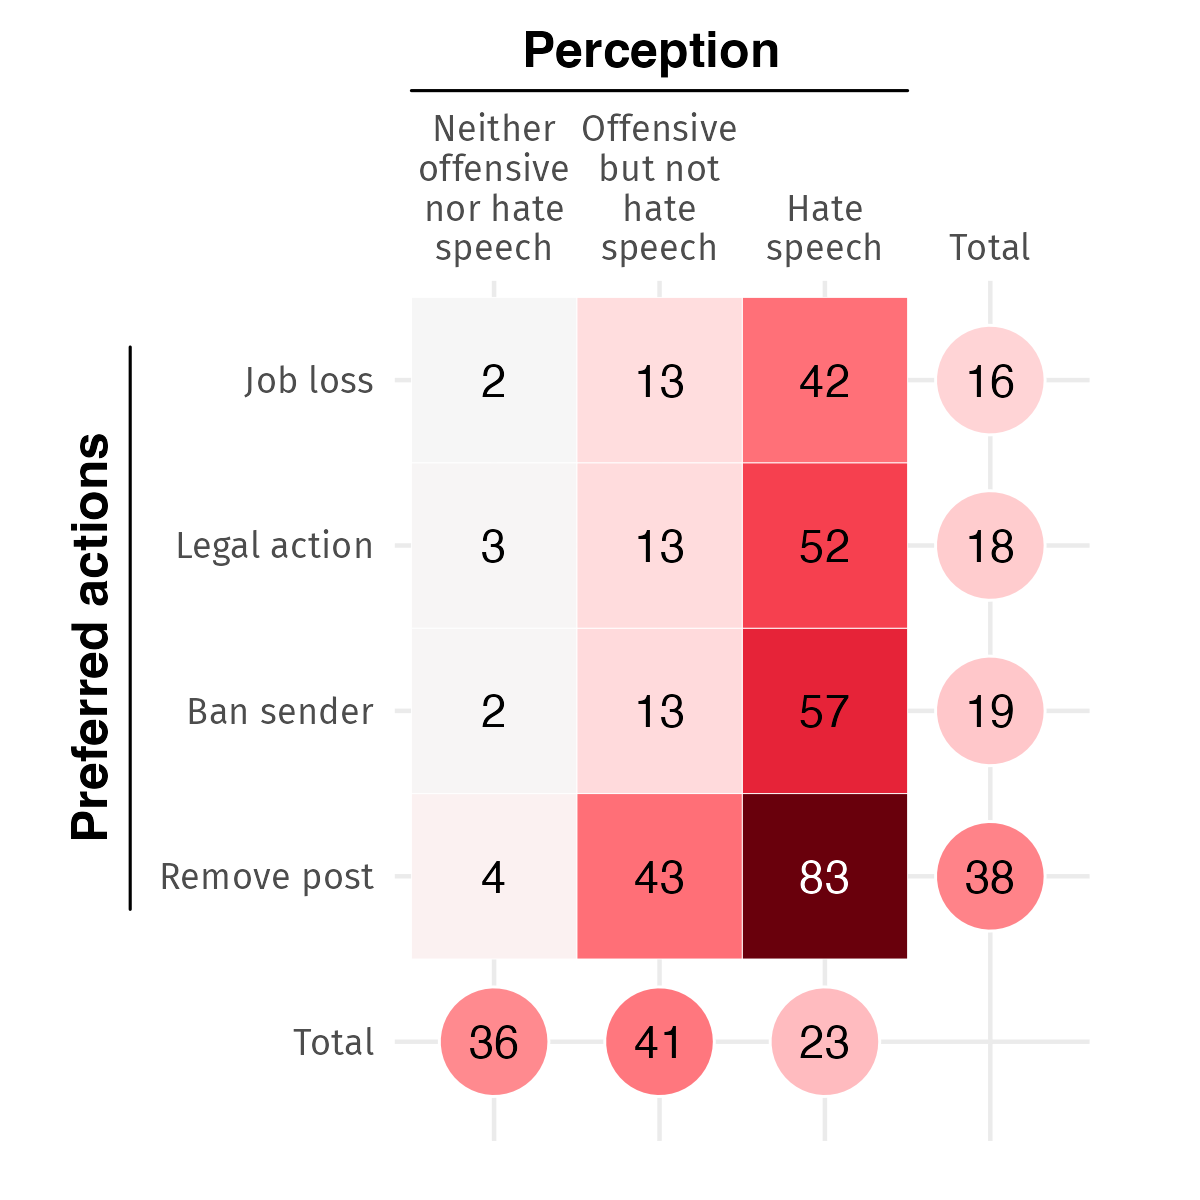 Perception
Neither offensive nor hate speech
Offensive but not hate speech
Hate speech
Total
Preferred actions
Job loss 2 13 42 16
Legal action 3 13 52 18
Ban sender 2 13 57 19
Remove post 4 43 83 38
Total 36 41 23